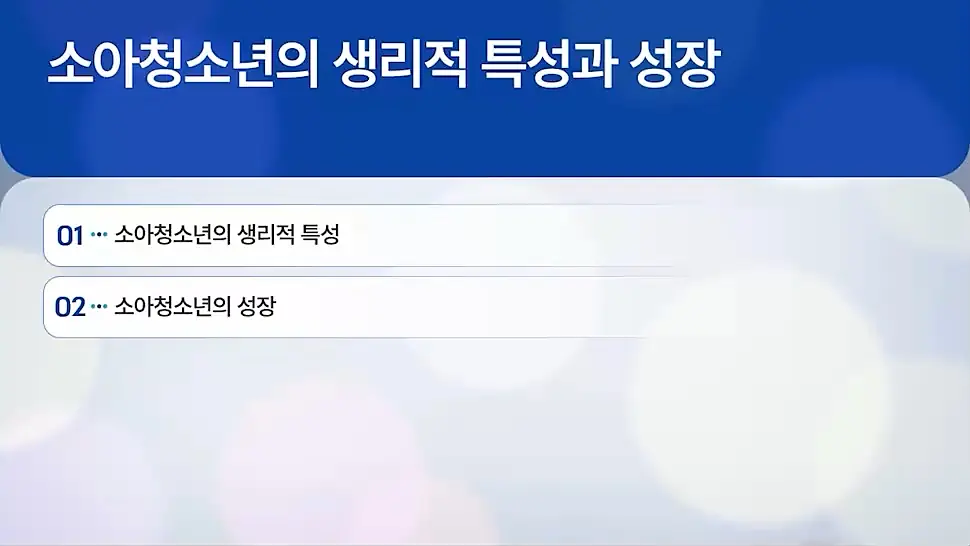 소아청소년의 생리적 특성과 성장
01 ··· 소아청소년의 생리적 특성
02 ··· 소아청소년의 성장